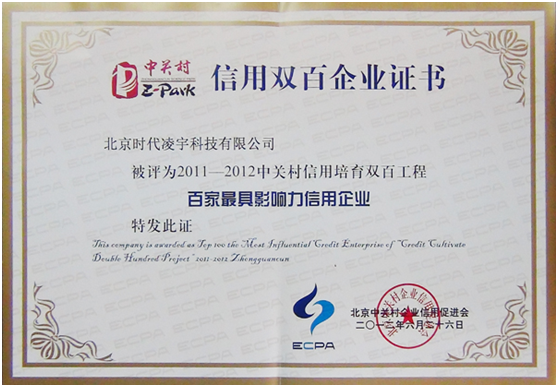 中关村
Z-Park
信用双百企业证书
北京时代凌宇科技有限公司
被评为2011—2012中关村信用培育双百工程
百家最具影响力信用企业
特发此证
This company is awarded as Top 100 the Most Influential Credit Enterprise of "Credit Cultivate
Double Hundred Project" 2011-2012 Zhongguancun
ECPA
北京中关村企业信用促进会
二〇一二年六月二十六日